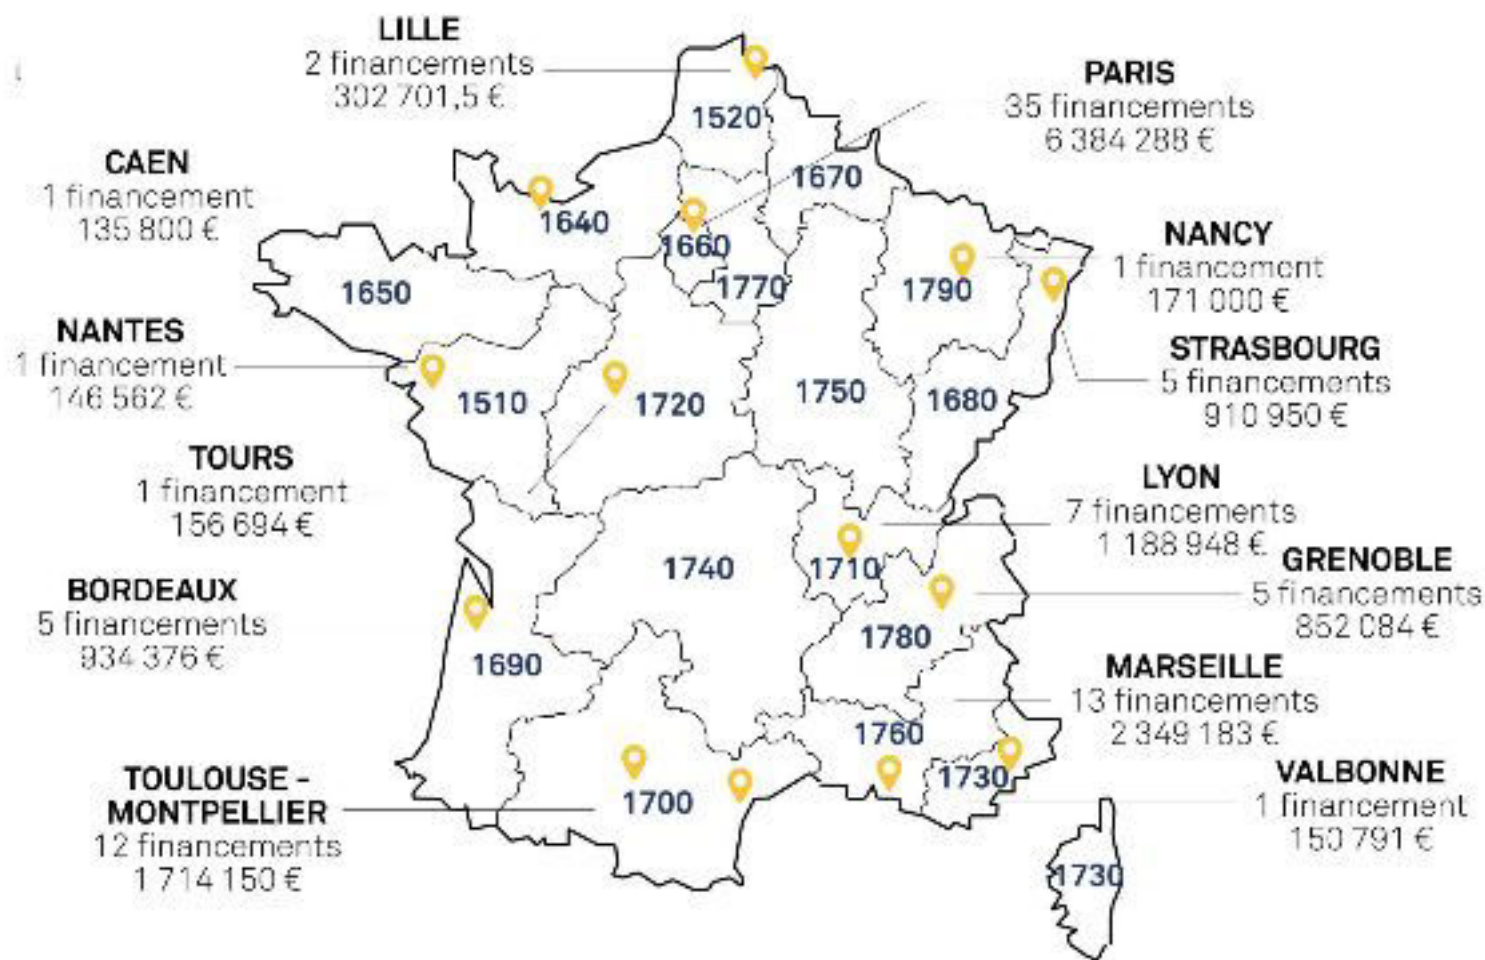 LILLE
2 financements
302 701,5 €
PARIS
35 financements
6 384 288 €
CAEN
1 financement
135 800 €
NANCY
1 financement
171 000 €
NANTES
1 financement
146 562 €
STRASBOURG
5 financements
910 950 €
TOURS
1 financement
156 694 €
LYON
7 financements
1 188 948 €
GRENOBLE
5 financements
852 084 €
BORDEAUX
5 financements
934 376 €
MARSEILLE
13 financements
2 349 183 €
TOULOUSE -
MONTPELLIER
12 financements
1 714 150 €
VALBONNE
1 financement
150 791 €
1520
1670
1640
1660
1770
1650
1790
1510
1720
1750
1680
1740
1710
1780
1690
1760
1730
1700
1730